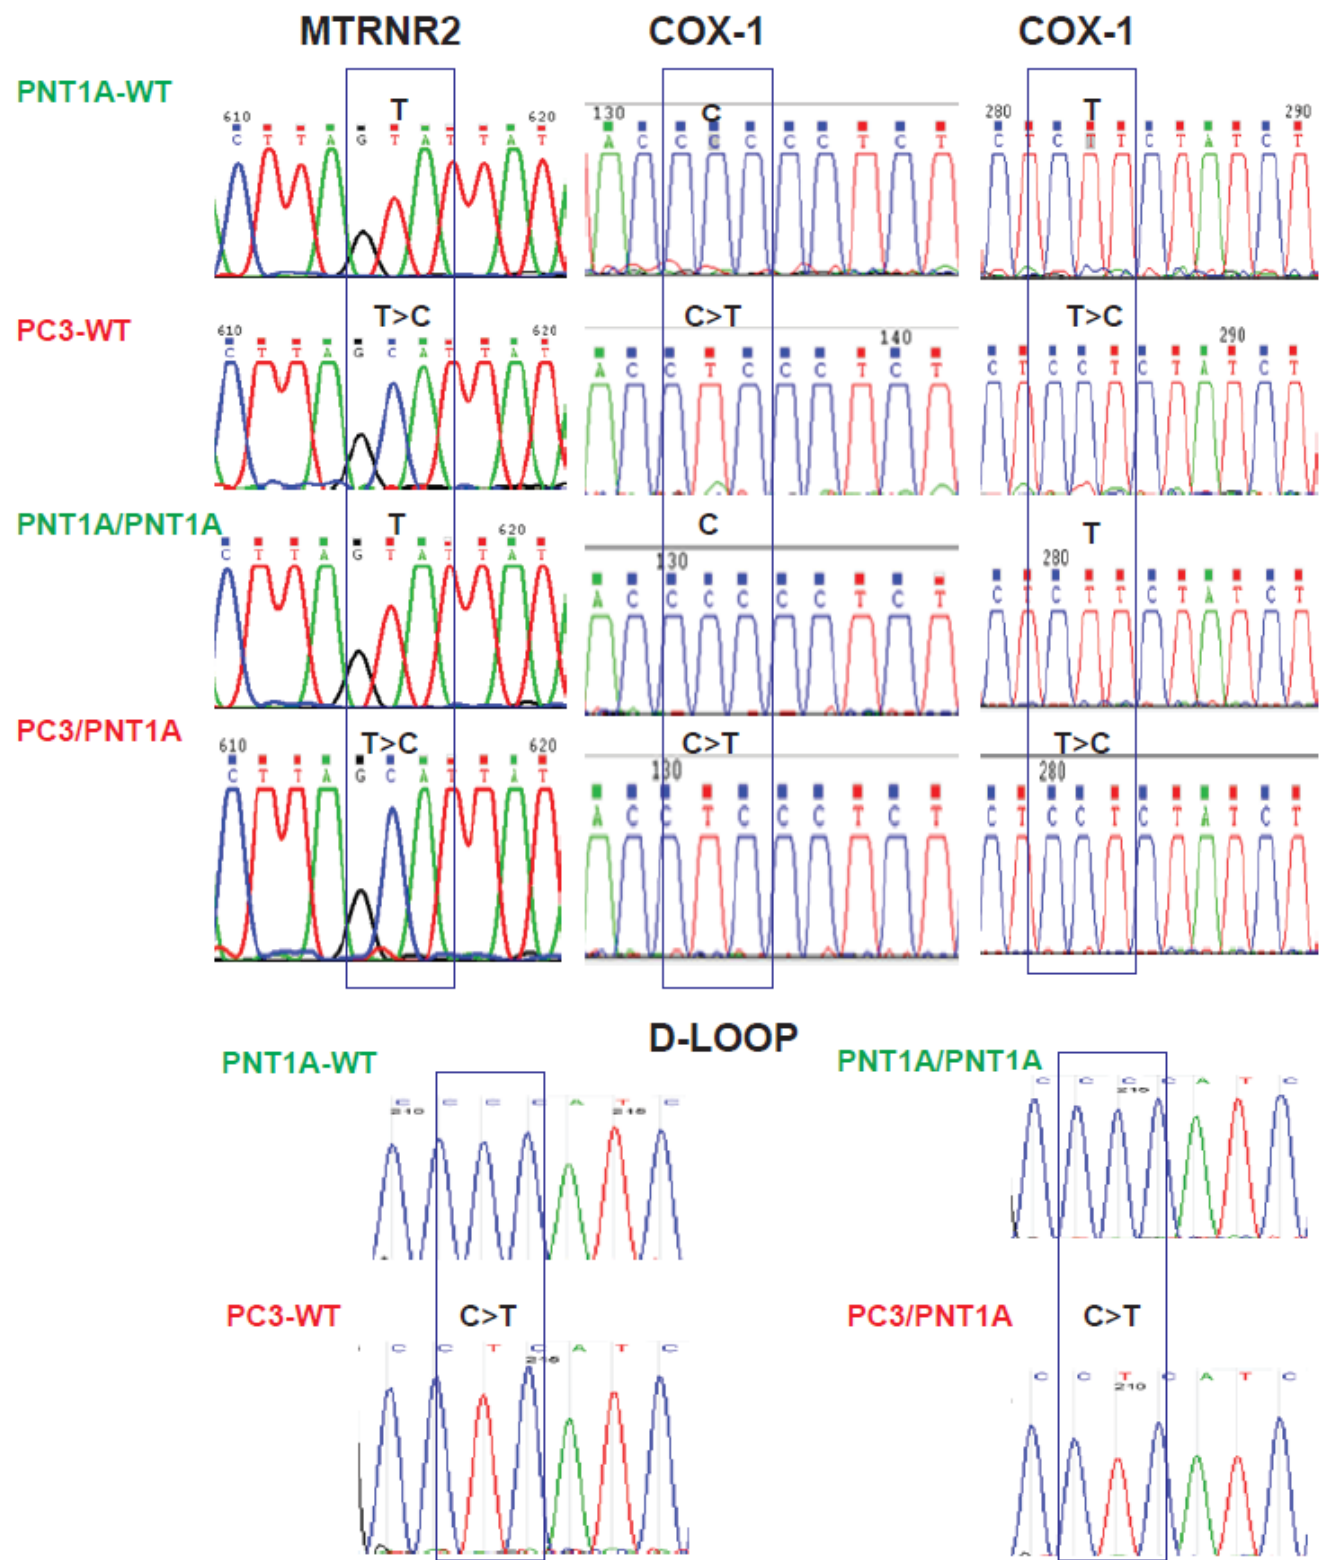 MTRNR2 COX-1 COX-1
PNT1A-WT
T C T
610 620 130 280 290
C T T A G T A T T A T
A C C C C C C T C T
C T C T T C T A T C T
PC3-WT
T>C C>T T>C
610 620 140 290
C T T A G C A T T A T
A C C T C C C T C T
C T C C T C T A T C T
PNT1A/PNT1A
T C T
620 130 280
C T T A G T A T T A T
A C C C C C C T C T
C T C T T C T A T C T
PC3/PNT1A
T>C C>T T>C
610 620 130 280
C T T A G C A T T A T
A C C T C C C T C T
C T C C T C T A T C T
D-LOOP
PNT1A-WT PNT1A/PNT1A
C C C C A T C
C C C C A T C
210
PC3-WT C>T PC3/PNT1A C>T
C C T C A T C
C C T C A T C
210